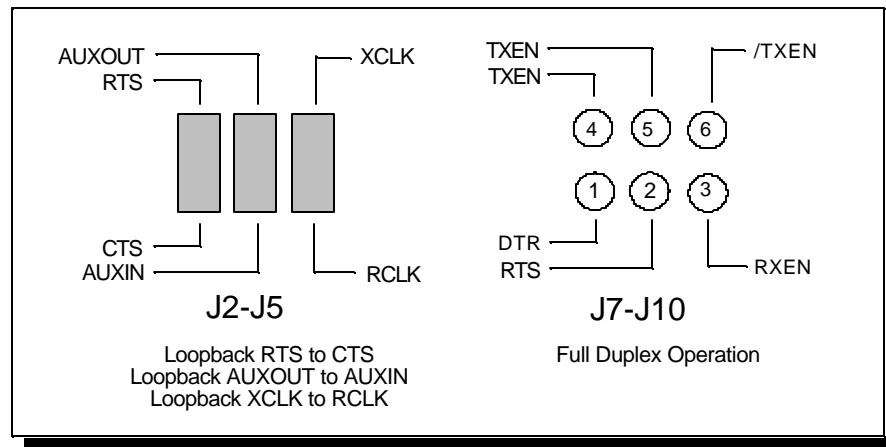 AUXOUT
RTS
XCLK
CTS
AUXIN
RCLK
J2-J5
Loopback RTS to CTS
Loopback AUXOUT to AUXIN
Loopback XCLK to RCLK
TXEN
TXEN
/TXEN
4 5 6
1 2 3
DTR
RTS
RXEN
J7-J10
Full Duplex Operation